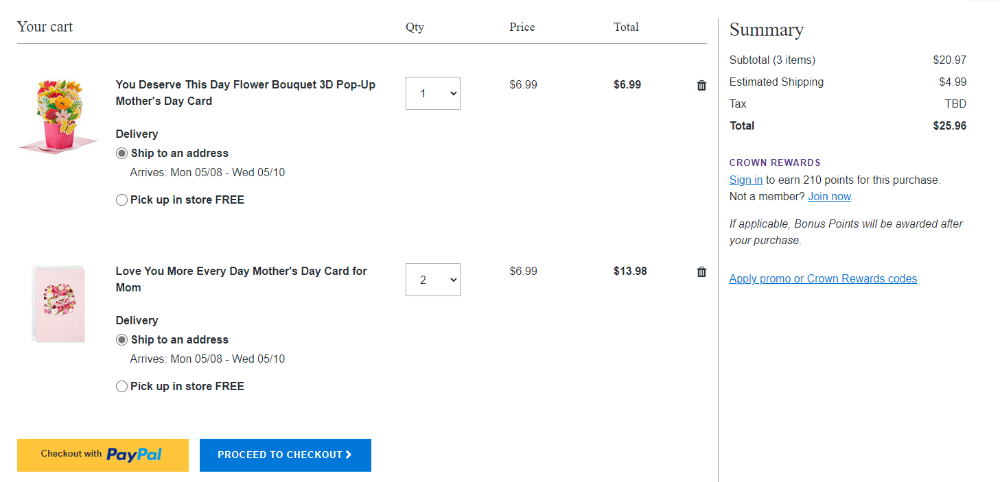 Your cart
Qty
Price
Total
You Deserve This Day Flower Bouquet 3D Pop-Up
Mother's Day Card
1
$6.99
$6.99
Delivery
Ship to an address
Arrives: Mon 05/08 - Wed 05/10
Pick up in store FREE
Love You More Every Day Mother's Day Card for
Mom
2
$6.99
$13.98
Delivery
Ship to an address
Arrives: Mon 05/08 - Wed 05/10
Pick up in store FREE
Checkout with PayPal
PROCEED TO CHECKOUT
Summary
Subtotal (3 items) $20.97
Estimated Shipping $4.99
Tax TBD
Total $25.96
CROWN REWARDS
Sign in to earn 210 points for this purchase.
Not a member? Join now.
If applicable, Bonus Points will be awarded after
your purchase.
Apply promo or Crown Rewards codes